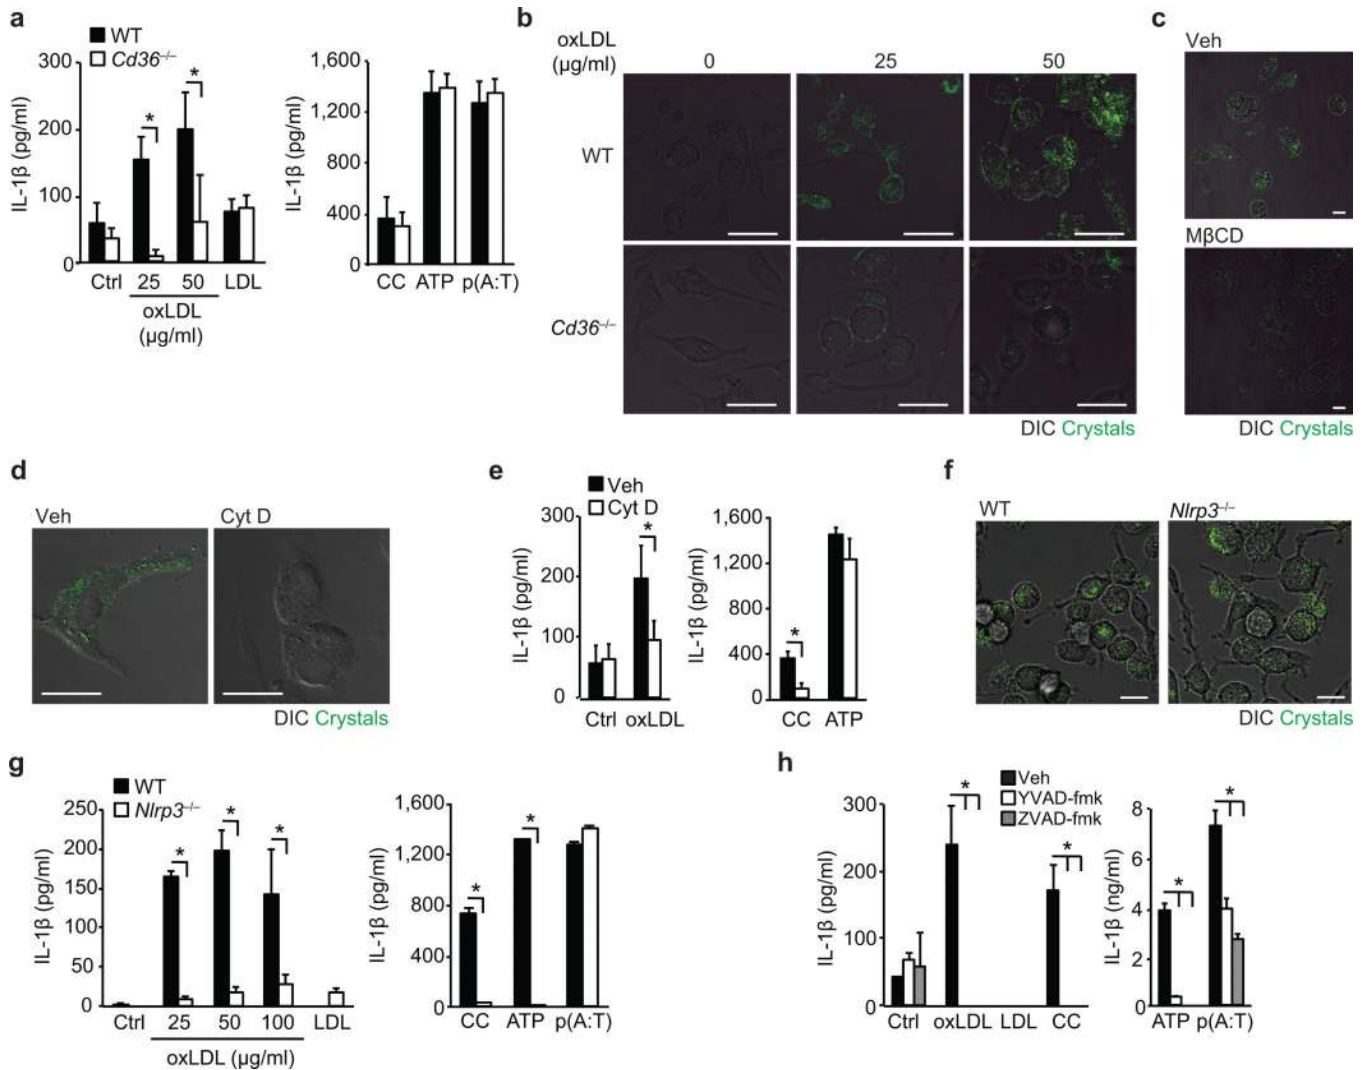 a
WT
Cd36–/–
IL-1β (pg/ml)
300
200
100
0
*
*
Ctrl 25 50 LDL
oxLDL
(µg/ml)
IL-1β (pg/ml)
1,600
1,200
800
400
0
CC ATP p(A:T)
b
oxLDL
(µg/ml)
0 25 50
WT
Cd36–/–
DIC Crystals
c
Veh
MβCD
DIC Crystals
d
Veh Cyt D
DIC Crystals
e
Veh
Cyt D
IL-1β (pg/ml)
300
200
100
0
*
Ctrl oxLDL
IL-1β (pg/ml)
1,600
1,200
800
400
0
*
CC ATP
f
WT Nlrp3–/–
DIC Crystals
g
WT
Nlrp3–/–
IL-1β (pg/ml)
250
200
150
100
50
0
*
*
*
Ctrl 25 50 100 LDL
oxLDL (µg/ml)
IL-1β (pg/ml)
1,600
1,200
800
400
0
*
*
CC ATP p(A:T)
h
Veh
YVAD-fmk
ZVAD-fmk
IL-1β (pg/ml)
300
200
100
0
*
*
Ctrl oxLDL LDL CC
IL-1β (ng/ml)
8
6
4
2
0
*
*
ATP p(A:T)